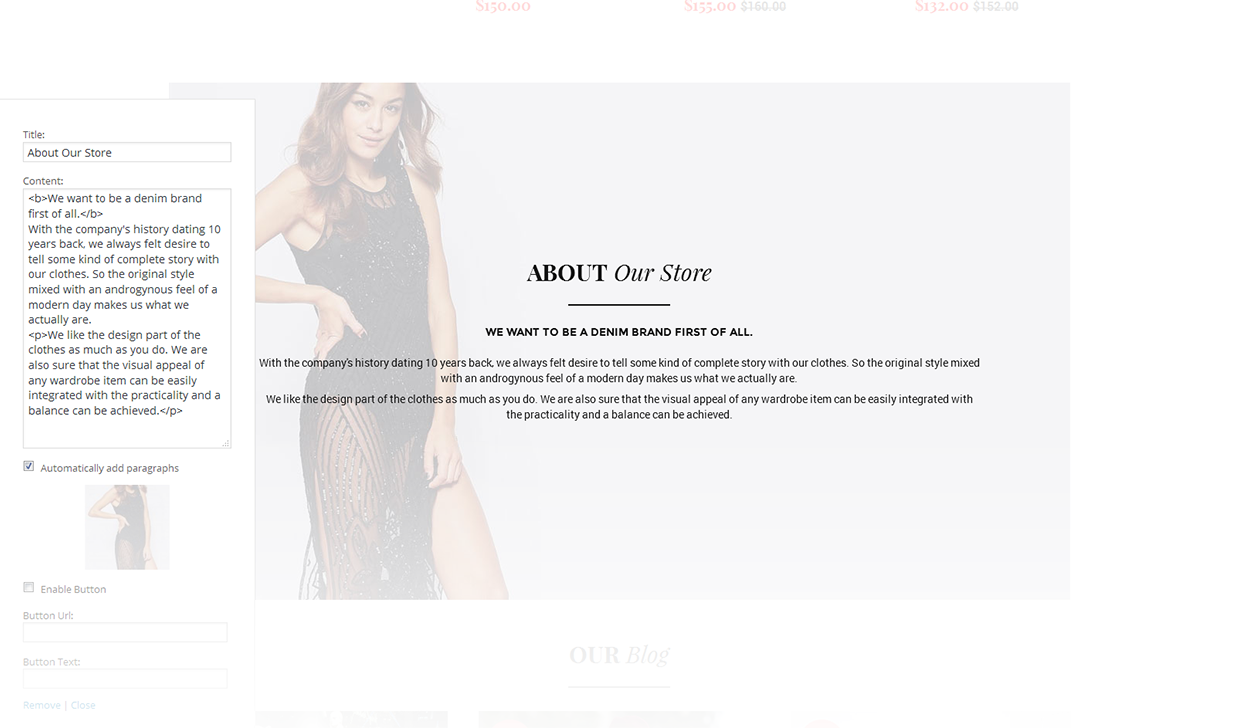 $150.00
$155.00 $160.00
$132.00 $152.00
Title:
About Our Store
Content:
<b>We want to be a denim brand
first of all.</b>
With the company's history dating 10
years back, we always felt desire to
tell some kind of complete story with
our clothes. So the original style
mixed with an androgynous feel of a
modern day makes us what we
actually are.
<p>We like the design part of the
clothes as much as you do. We are
also sure that the visual appeal of
any wardrobe item can be easily
integrated with the practicality and a
balance can be achieved.</p>
Automatically add paragraphs
Enable Button
Button Url:
Button Text:
Remove | Close
ABOUT Our Store
WE WANT TO BE A DENIM BRAND FIRST OF ALL.
With the company's history dating 10 years back, we always felt desire to tell some kind of complete story with our clothes. So the original style mixed
with an androgynous feel of a modern day makes us what we actually are.
We like the design part of the clothes as much as you do. We are also sure that the visual appeal of any wardrobe item can be easily integrated with
the practicality and a balance can be achieved.
OUR Blog